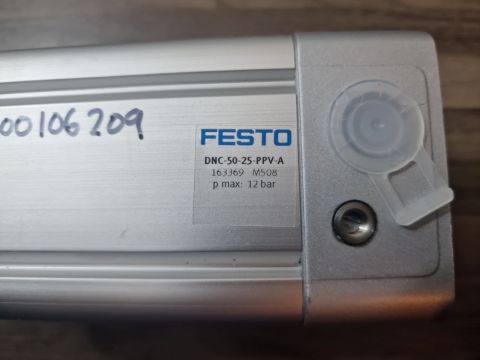 00106209
FESTO
DNC-50-25-PPV-A
163369 M508
p max: 12 bar